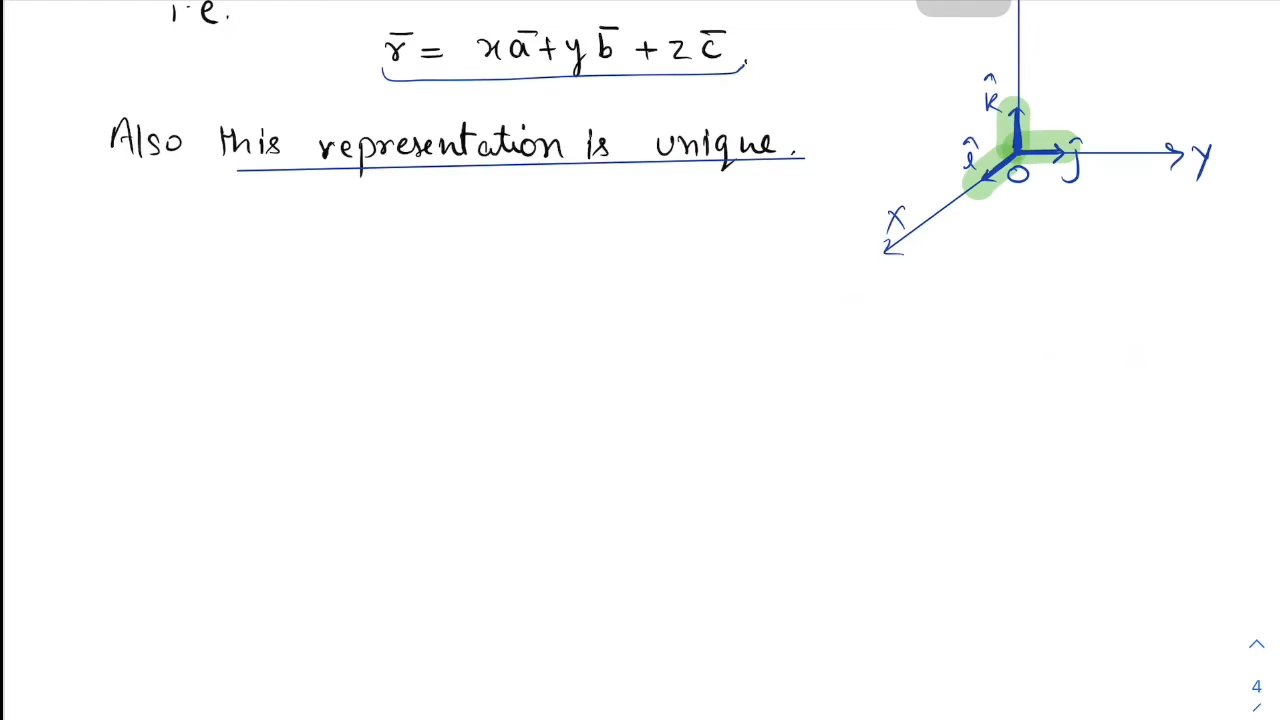 i.e.
r̄ = xā + yb̄ + zc̄.
Also this representation is unique.
k̂
î
O
ĵ
Y
X
4